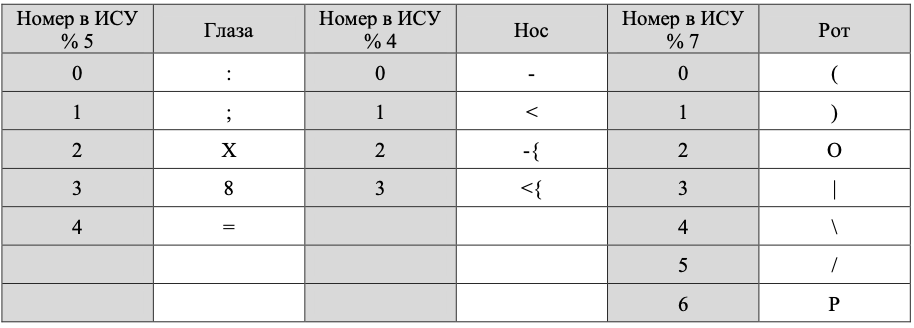 Номер в ИСУ % 5 Глаза Номер в ИСУ % 4 Нос Номер в ИСУ % 7 Рот
0 : 0 - 0 (
1 ; 1 < 1 )
2 X 2 -{ 2 O
3 8 3 <{ 3 |
4 = 4 \
5 /
6 P